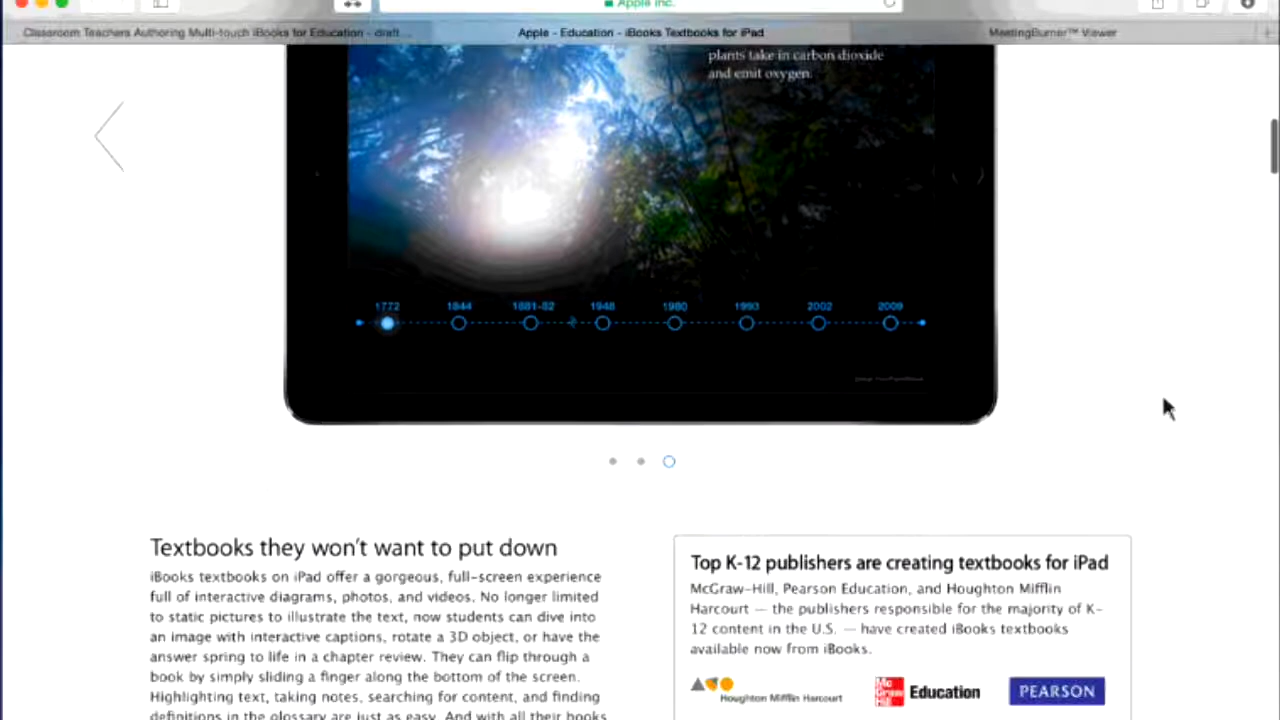 Apple Inc.
Classroom Teachers Authoring Multi-touch iBooks for Education - draft ...
Apple - Education - iBooks Textbooks for iPad
MeetingBurner™ Viewer
plants take in carbon dioxide
and emit oxygen.
1772 1844 1881-82 1948 1980 1993 2002 2009
Textbooks they won't want to put down
iBooks textbooks on iPad offer a gorgeous, full-screen experience
full of interactive diagrams, photos, and videos. No longer limited
to static pictures to illustrate the text, now students can dive into
an image with interactive captions, rotate a 3D object, or have the
answer spring to life in a chapter review. They can flip through a
book by simply sliding a finger along the bottom of the screen.
Highlighting text, taking notes, searching for content, and finding
definitions in the glossary are just as easy. And with all their books
Top K-12 publishers are creating textbooks for iPad
McGraw-Hill, Pearson Education, and Houghton Mifflin
Harcourt — the publishers responsible for the majority of K-
12 content in the U.S. — have created iBooks textbooks
available now from iBooks.
Houghton Mifflin Harcourt
Mc Graw Hill Education
PEARSON